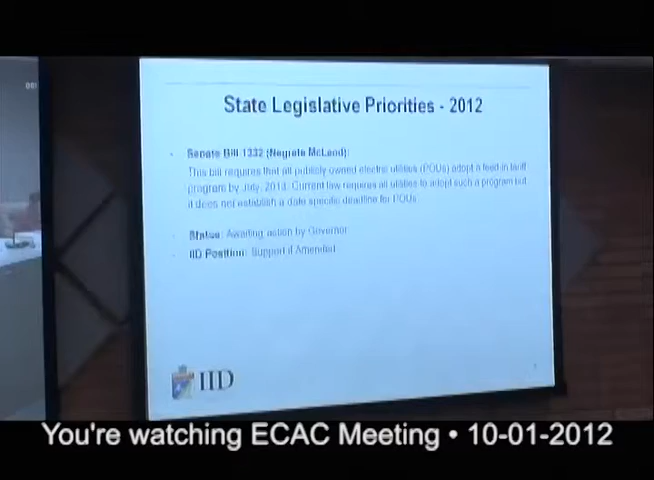 State Legislative Priorities - 2012
- Senate Bill 1332 (Negrete McLeod):
This bill requires that all publicly owned electric utilities (POUs) adopt a feed-in tariff
program by July, 2013. Current law requires all utilities to adopt such a program but
it does not establish a date specific deadline for POUs.
- Status: Awaiting action by Governor
- IID Position: Support if Amended
IID
You're watching ECAC Meeting • 10-01-2012